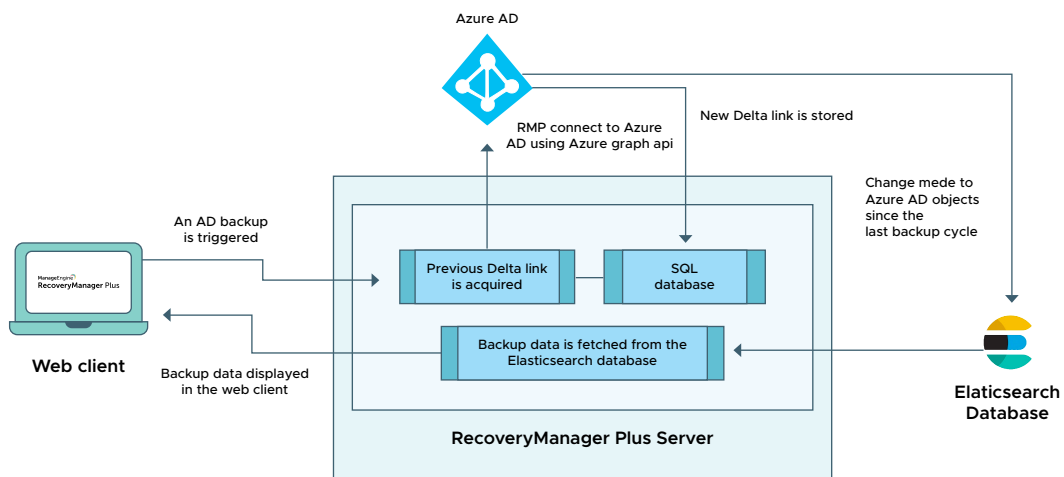 Azure AD
RMP connect to Azure
AD using Azure graph api
New Delta link is stored
Change mede to
Azure AD objects
since the
last backup cycle
An AD backup
is triggered
ManageEngine
RecoveryManager Plus
Previous Delta link
is acquired
SQL
database
Backup data is fetched from the
Elasticsearch database
Web client
Backup data displayed
in the web client
Elaticsearch
Database
RecoveryManager Plus Server